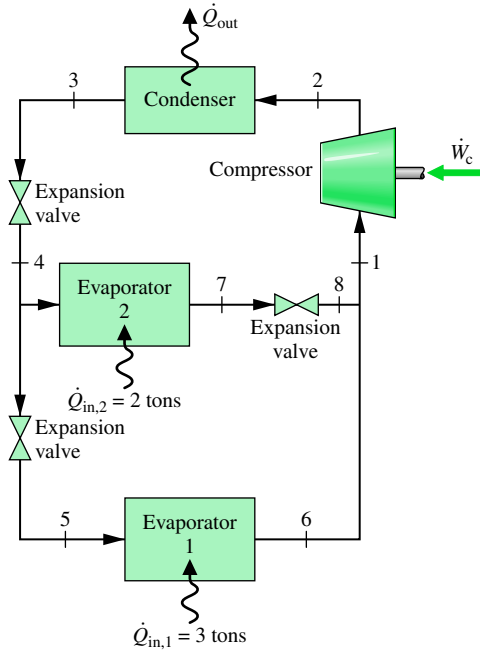 Q̇out
3
2
Condenser
Ẇc
Compressor
Expansion
valve
4
1
Evaporator
2
7
8
Expansion
valve
Q̇in,2 = 2 tons
Expansion
valve
5
Evaporator
1
6
Q̇in,1 = 3 tons